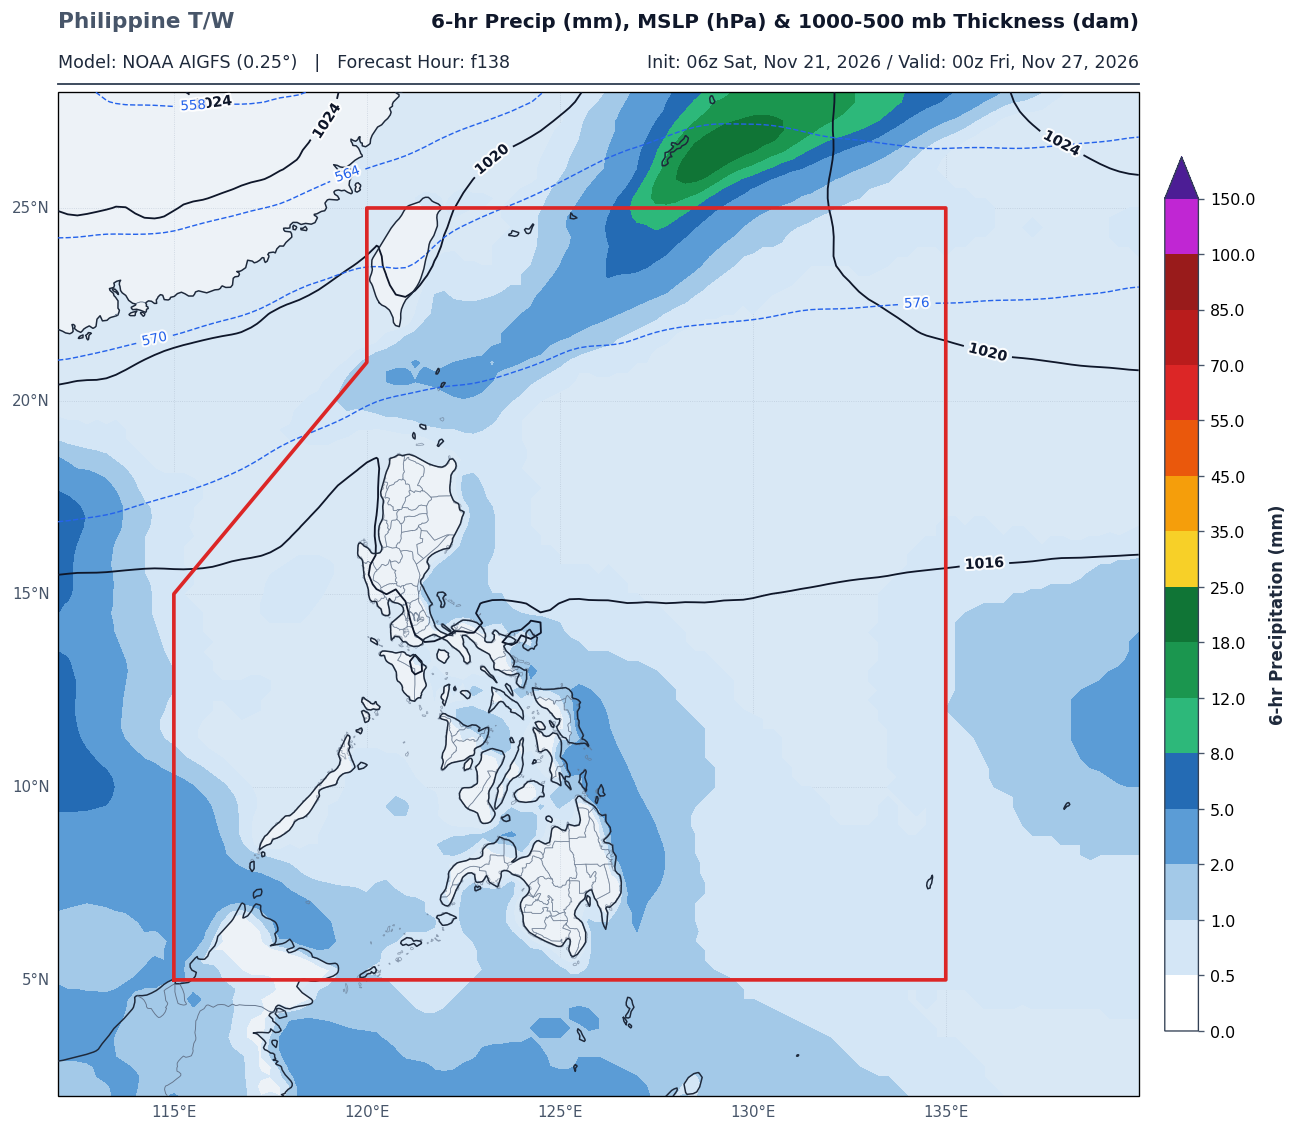 Philippine T/W
6-hr Precip (mm), MSLP (hPa) & 1000-500 mb Thickness (dam)
Model: NOAA AIGFS (0.25°) | Forecast Hour: f138
Init: 06z Sat, Nov 21, 2026 / Valid: 00z Fri, Nov 27, 2026
558
1024
1024
1020
564
1024
25°N
576
570
1020
20°N
1016
15°N
10°N
5°N
115°E
120°E
125°E
130°E
135°E
150.0
100.0
85.0
70.0
55.0
45.0
35.0
25.0
18.0
12.0
8.0
5.0
2.0
1.0
0.5
0.0
6-hr Precipitation (mm)